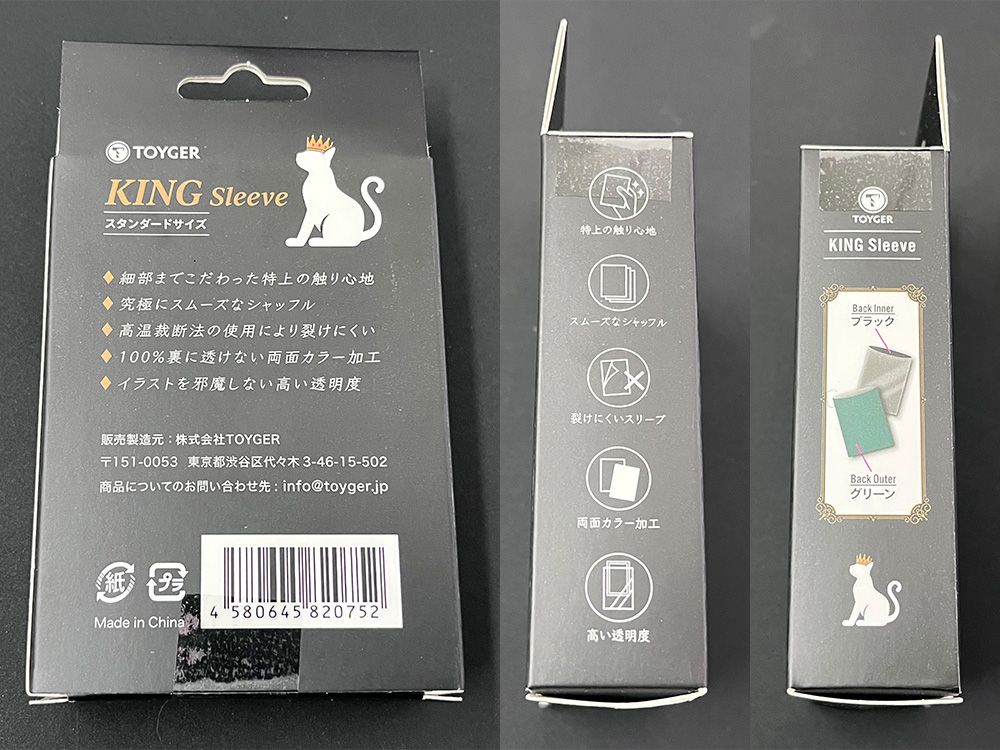 TOYGER
KING Sleeve
スタンダードサイズ
細部までこだわった特上の触り心地
究極にスムーズなシャッフル
高温裁断法の使用により裂けにくい
100%裏に透けない両面カラー加工
イラストを邪魔しない高い透明度
販売製造元：株式会社TOYGER
〒151-0053 東京都渋谷区代々木3-46-15-502
商品についてのお問い合わせ先：info@toyger.jp
紙
プラ
Made in China
4 580645 820752
特上の触り心地
スムーズなシャッフル
裂けにくいスリーブ
両面カラー加工
高い透明度
TOYGER
KING Sleeve
Back Inner
ブラック
Back Outer
グリーン